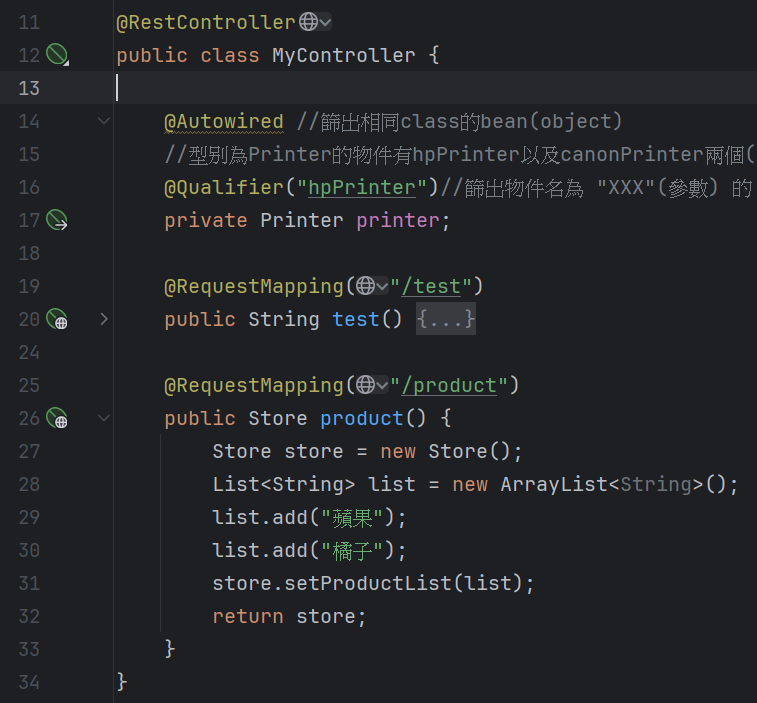 11 @RestController
12 public class MyController {
13
14 @Autowired //篩出相同class的bean(object)
15 //型別為Printer的物件有hpPrinter以及canonPrinter兩個(
16 @Qualifier("hpPrinter")//篩出物件名為 "XXX"(參數) 的
17 private Printer printer;
18
19 @RequestMapping("/test")
20 public String test() {...}
24
25 @RequestMapping("/product")
26 public Store product() {
27 Store store = new Store();
28 List<String> list = new ArrayList<String>();
29 list.add("蘋果");
30 list.add("橘子");
31 store.setProductList(list);
32 return store;
33 }
34 }